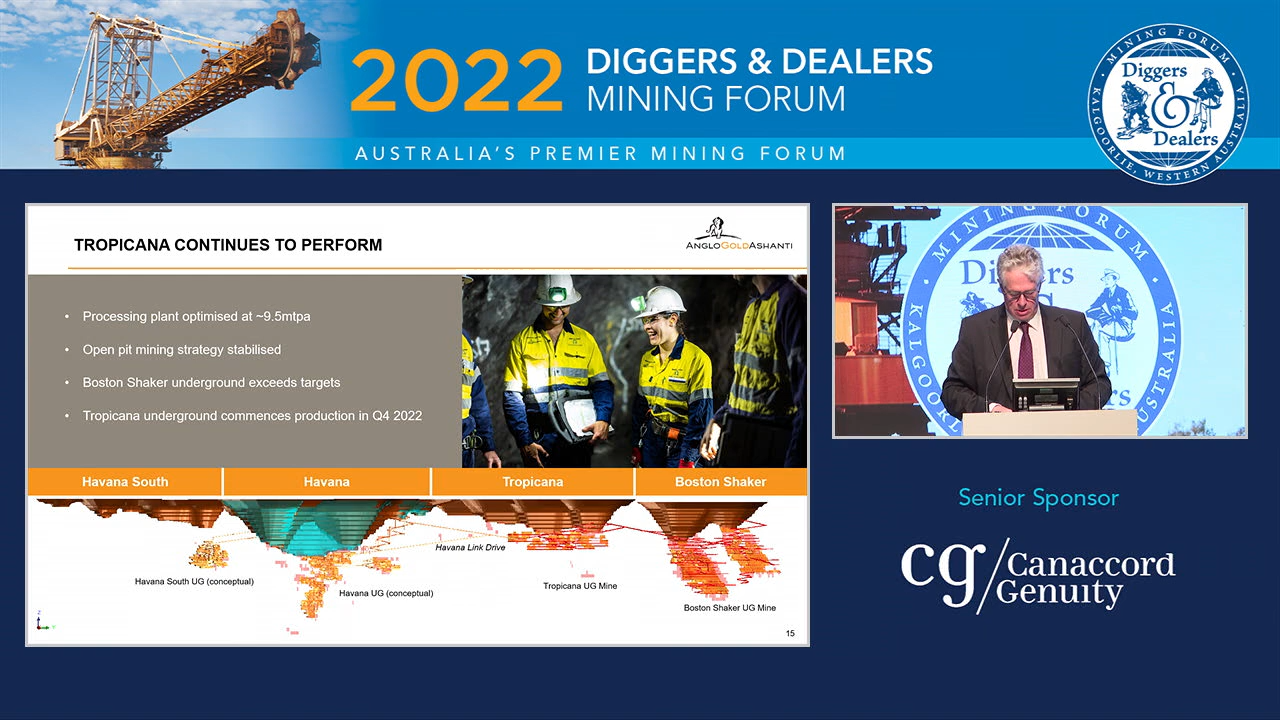 2022
DIGGERS & DEALERS
MINING FORUM
AUSTRALIA'S PREMIER MINING FORUM
MINING FORUM
Diggers
&
Dealers
KALGOORLIE, WESTERN AUSTRALIA
TROPICANA CONTINUES TO PERFORM
ANGLOGOLDASHANTI
• Processing plant optimised at ~9.5mtpa
• Open pit mining strategy stabilised
• Boston Shaker underground exceeds targets
• Tropicana underground commences production in Q4 2022
Havana South
Havana
Tropicana
Boston Shaker
Havana Link Drive
Havana South UG (conceptual)
Havana UG (conceptual)
Tropicana UG Mine
Boston Shaker UG Mine
Z
Y
15
MINING FORUM
Senior Sponsor
cg/Canaccord
Genuity